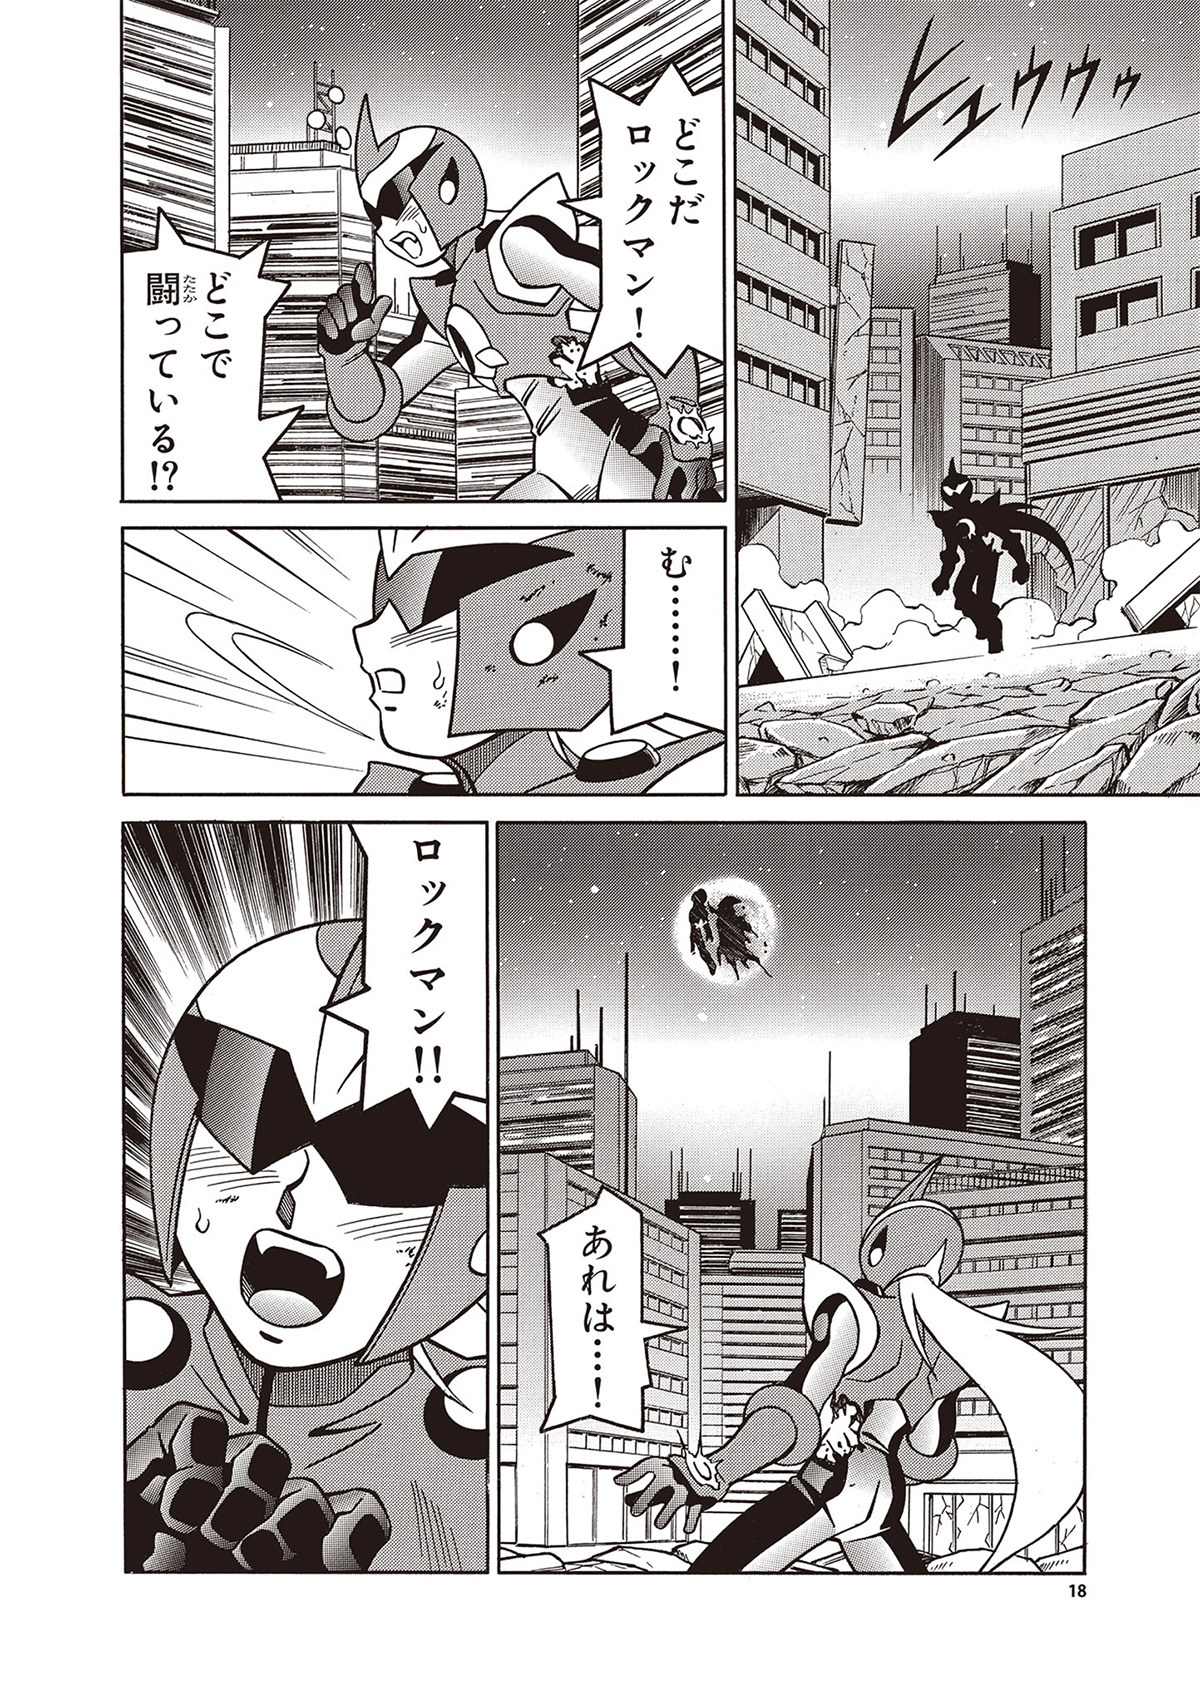 ヒュウウゥ
どこだ
ロックマン！
どこで
闘っている!?
たたか
む……！
あれは…！
ロックマン!!
18